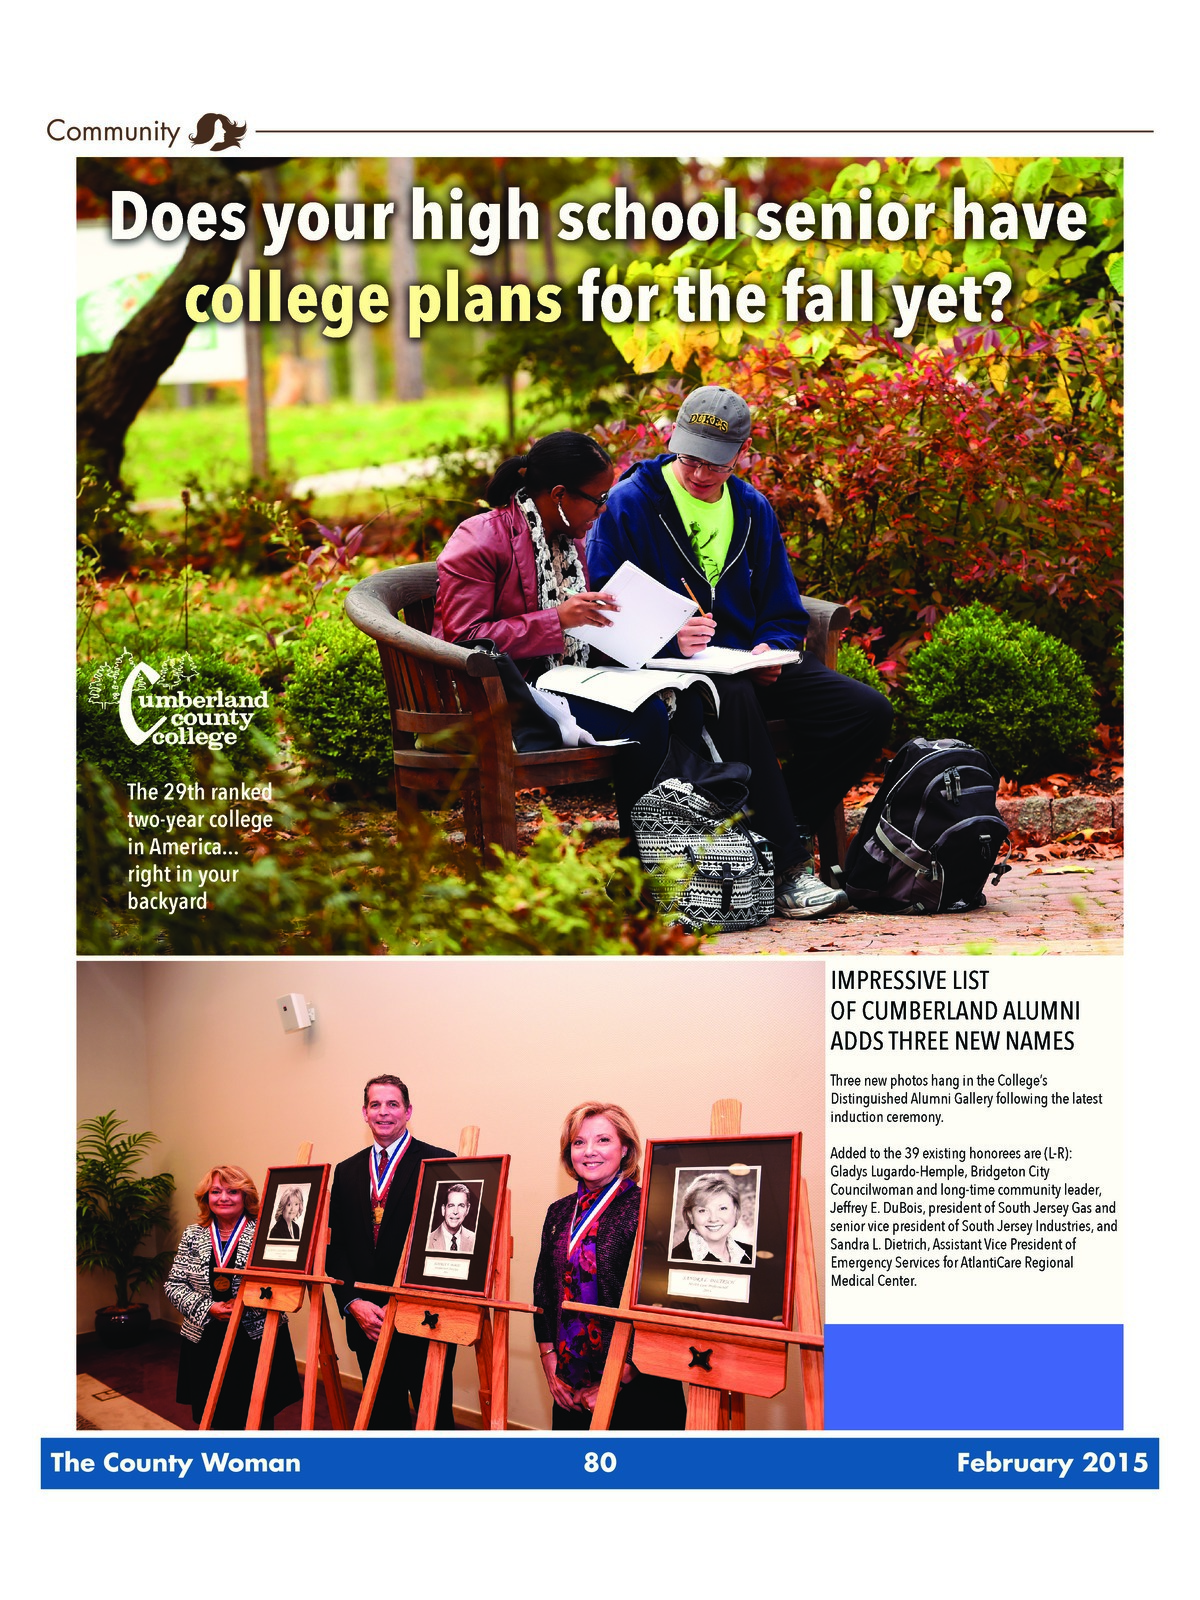 Community
Does your high school senior have
college plans for the fall yet?
DUKES
Cumberland
county
college
The 29th ranked
two-year college
in America...
right in your
backyard
IMPRESSIVE LIST
OF CUMBERLAND ALUMNI
ADDS THREE NEW NAMES
Three new photos hang in the College's
Distinguished Alumni Gallery following the latest
induction ceremony.
Added to the 39 existing honorees are (L-R):
Gladys Lugardo-Hemple, Bridgeton City
Councilwoman and long-time community leader,
Jeffrey E. DuBois, president of South Jersey Gas and
senior vice president of South Jersey Industries, and
Sandra L. Dietrich, Assistant Vice President of
Emergency Services for AtlantiCare Regional
Medical Center.
The County Woman 80 February 2015